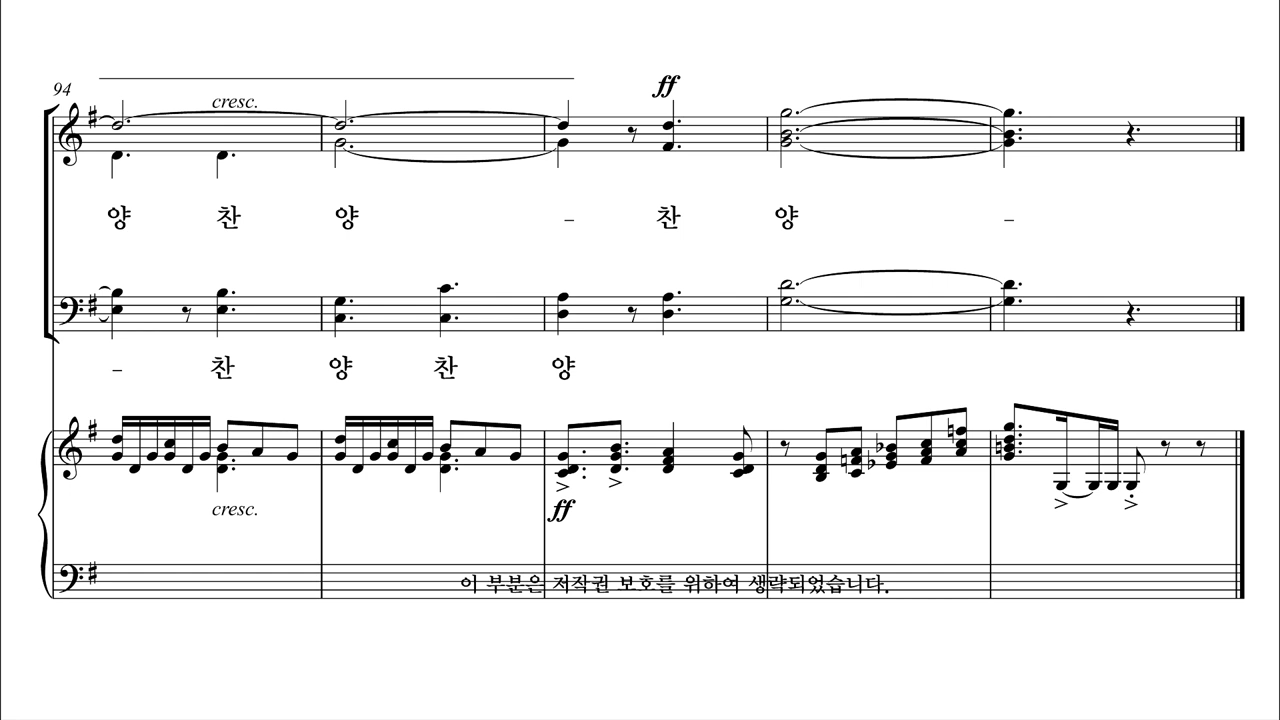 94
cresc.
ff
양 찬 양 - 찬 양 -
- 찬 양 찬 양
cresc.
ff
이 부분은 저작권 보호를 위하여 생략되었습니다.